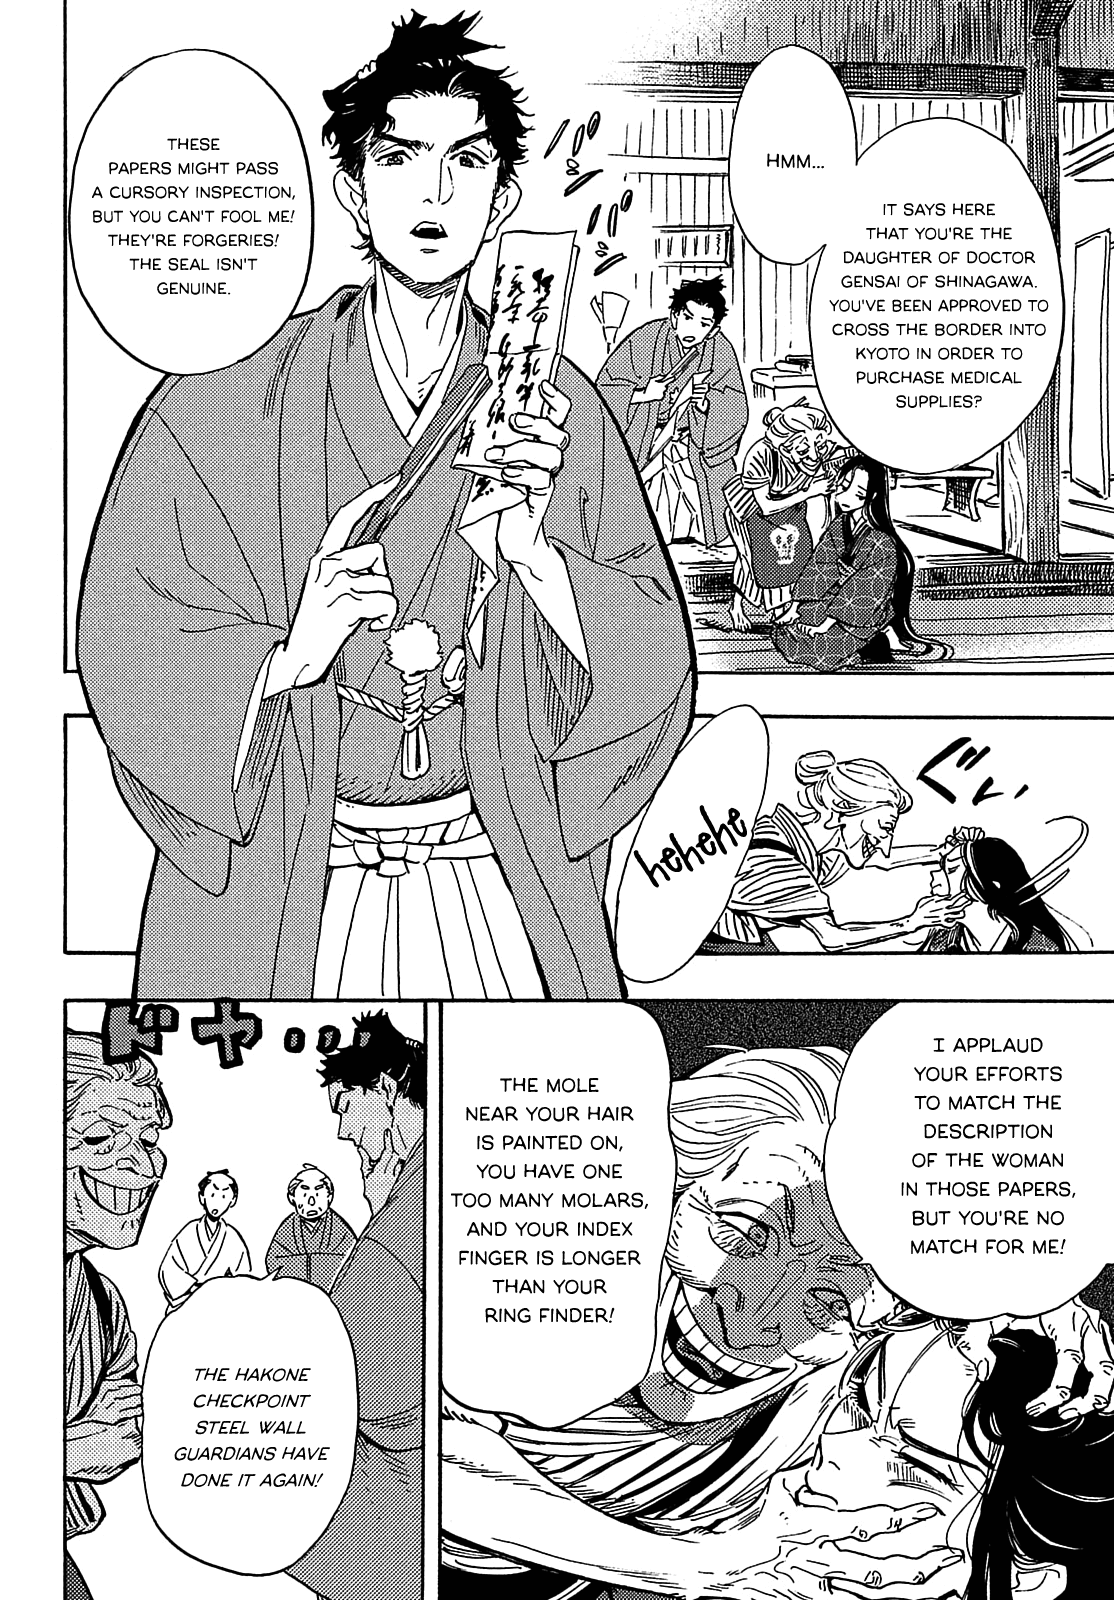 HMM...
IT SAYS HERE
THAT YOU'RE THE
DAUGHTER OF DOCTOR
GENSAI OF SHINAGAWA.
YOU'VE BEEN APPROVED TO
CROSS THE BORDER INTO
KYOTO IN ORDER TO
PURCHASE MEDICAL
SUPPLIES?
THESE
PAPERS MIGHT PASS
A CURSORY INSPECTION,
BUT YOU CAN'T FOOL ME!
THEY'RE FORGERIES!
THE SEAL ISN'T
GENUINE.
ぐいっ
hehehe
I APPLAUD
YOUR EFFORTS
TO MATCH THE
DESCRIPTION
OF THE WOMAN
IN THOSE PAPERS,
BUT YOU'RE NO
MATCH FOR ME!
THE MOLE
NEAR YOUR HAIR
IS PAINTED ON,
YOU HAVE ONE
TOO MANY MOLARS,
AND YOUR INDEX
FINGER IS LONGER
THAN YOUR
RING FINDER!
ドヤ...
THE HAKONE
CHECKPOINT
STEEL WALL
GUARDIANS HAVE
DONE IT AGAIN!